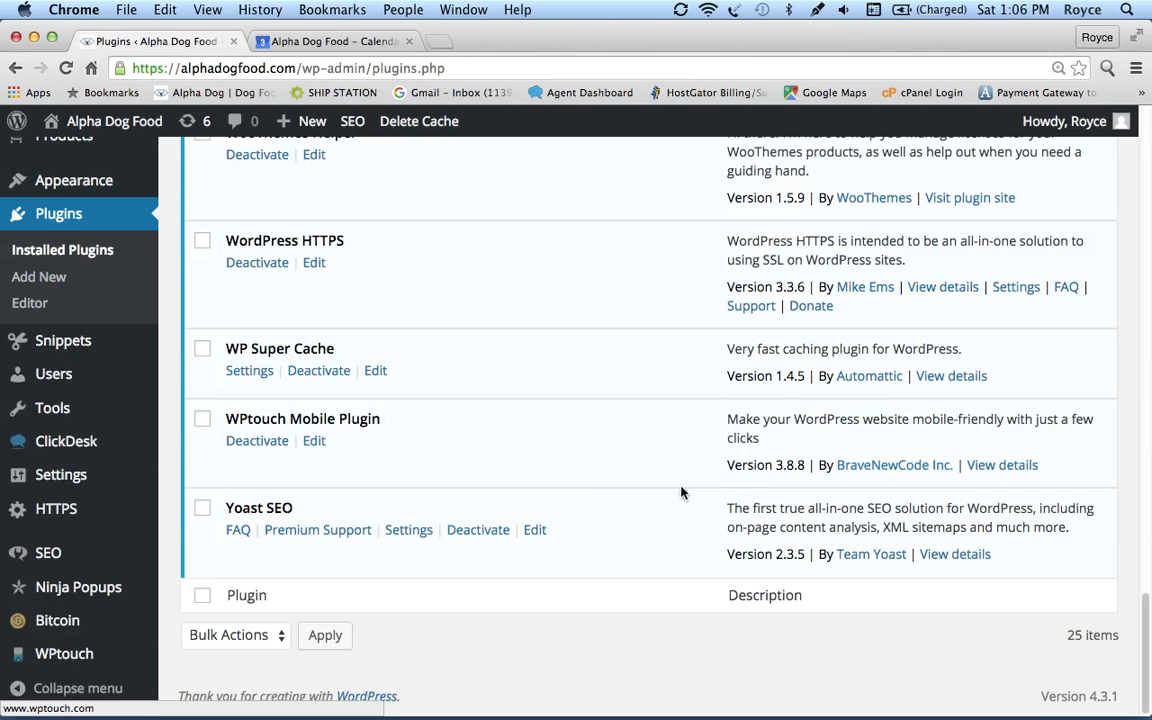 Chrome File Edit View History Bookmarks People Window Help (Charged) Sat 1:06 PM Royce
Plugins ‹ Alpha Dog Food - Alpha Dog Food - Calenda Royce
https://alphadogfood.com/wp-admin/plugins.php
Apps Bookmarks Alpha Dog | Dog Foo SHIP STATION Gmail - Inbox (1139 Agent Dashboard HostGator Billing/Su Google Maps cPanel Login Payment Gateway to »
Alpha Dog Food 6 0 New SEO Delete Cache Howdy, Royce
Products
Appearance
Plugins
Installed Plugins
Add New
Editor
Snippets
Users
Tools
ClickDesk
Settings
HTTPS
SEO
Ninja Popups
Bitcoin
WPtouch
Collapse menu
www.wptouch.com
WooThemes Helper
Deactivate | Edit
WooThemes products, as well as help out when you need a
guiding hand.
Version 1.5.9 | By WooThemes | Visit plugin site
WordPress HTTPS
Deactivate | Edit
WordPress HTTPS is intended to be an all-in-one solution to
using SSL on WordPress sites.
Version 3.3.6 | By Mike Ems | View details | Settings | FAQ |
Support | Donate
WP Super Cache
Settings | Deactivate | Edit
Very fast caching plugin for WordPress.
Version 1.4.5 | By Automattic | View details
WPtouch Mobile Plugin
Deactivate | Edit
Make your WordPress website mobile-friendly with just a few
clicks
Version 3.8.8 | By BraveNewCode Inc. | View details
Yoast SEO
FAQ | Premium Support | Settings | Deactivate | Edit
The first true all-in-one SEO solution for WordPress, including
on-page content analysis, XML sitemaps and much more.
Version 2.3.5 | By Team Yoast | View details
Plugin Description
Bulk Actions Apply 25 items
Thank you for creating with WordPress. Version 4.3.1